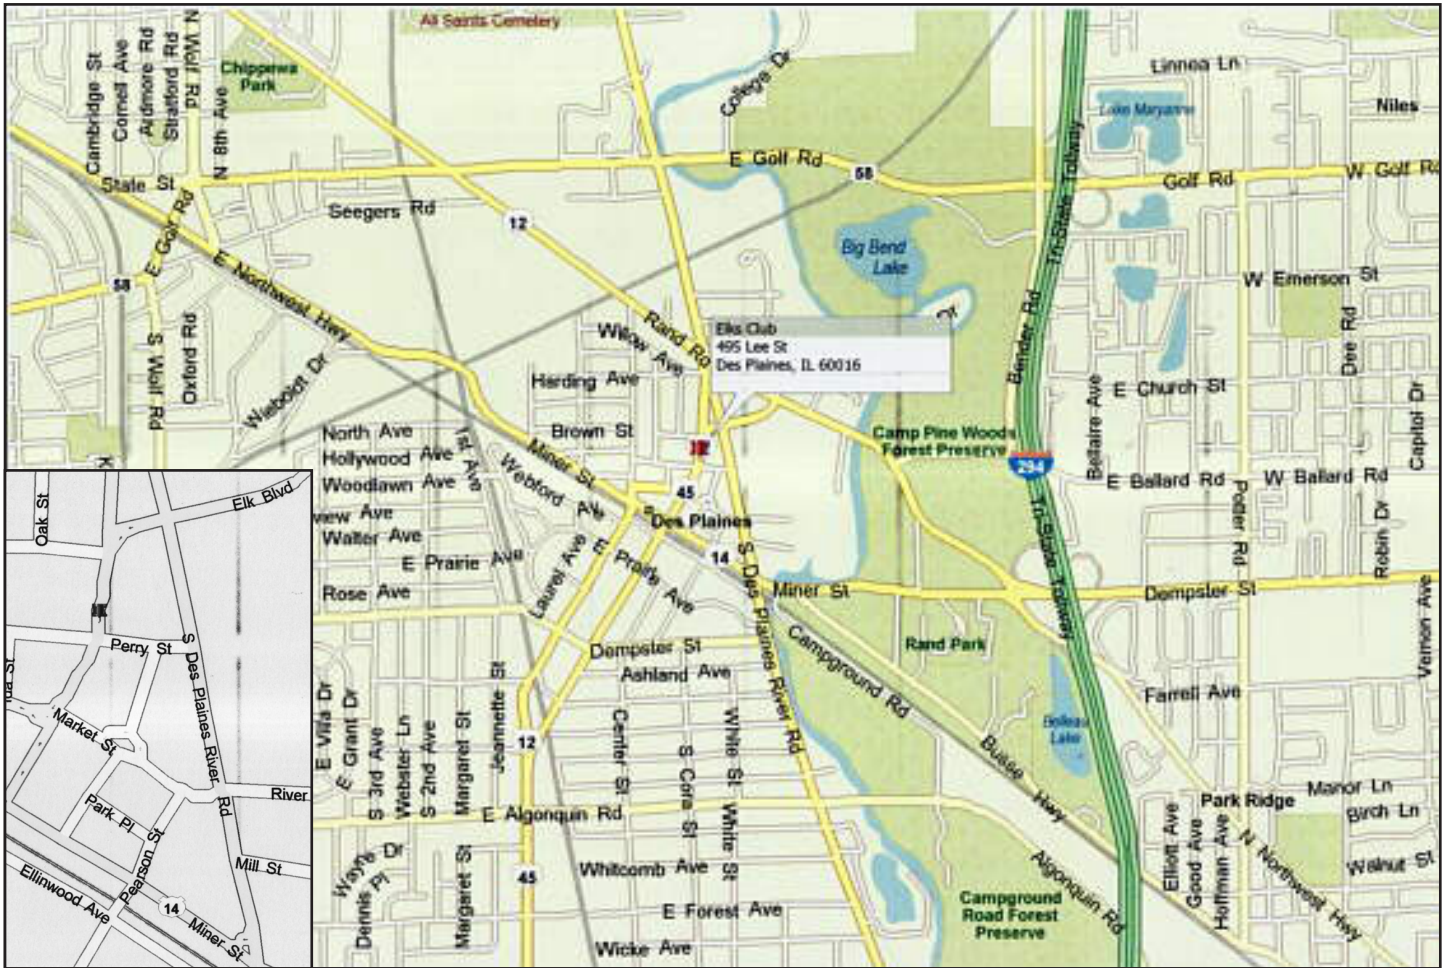 All Saints Cemetery
N Wolf Rd
Stratford Rd
Ardmore Rd
Cornell Ave
Cambridge St
N 8th Ave
Chippewa
Park
College Dr
Linnea Ln
Lake Maryanne
Niles
Tri-State Tollway
E Golf Rd
58
Golf Rd
W Golf Rd
State St
Seegers Rd
12
E Golf Rd
58
E Northwest Hwy
Big Bend
Lake
Dr
W Emerson St
Bender Rd
Dee Rd
S Wolf Rd
Oxford Rd
Wieboldt Dr
Willow Ave
Rand Rd
Elks Club
495 Lee St
Des Plaines, IL 60016
Harding Ave
E Church St
Bellaire Ave
Capitol Dr
North Ave
Hollywood Ave
Woodlawn Ave
view Ave
Walter Ave
E Prairie Ave
Rose Ave
1st Ave
Brown St
Miner St
Webford Ave
Camp Pine Woods
Forest Preserve
294
E Ballard Rd
W Ballard Rd
Potter Rd
Robin Dr
45
S
Des Plaines
14
Laurel Ave
E Prairie Ave
S Des Plaines River Rd
Miner St
Tri-State Tollway
Dempster St
Vernon Ave
Dempster St
Ashland Ave
Campground Rd
Rand Park
Farrell Ave
Belleau
Lake
E Villa Dr
E Grant Dr
S 3rd Ave
Webster Ln
S 2nd Ave
Margaret St
Jeannette St
12
Center St
S Cora St
White St
Busse Hwy
Manor Ln
Birch Ln
Park Ridge
E Algonquin Rd
White St
Elliott Ave
Good Ave
Hoffman Ave
N Northwest Hwy
Walnut St
Wayne Dr
Dennis Pl
Margaret St
45
Whitcomb Ave
E Forest Ave
Wicke Ave
Algonquin Rd
Campground
Road Forest
Preserve
K
Oak St
Elk Blvd
Perry St
S Des Plaines River Rd
Market St
Park Pl
Pearson St
River
Mill St
Ellinwood Ave
14
Miner St